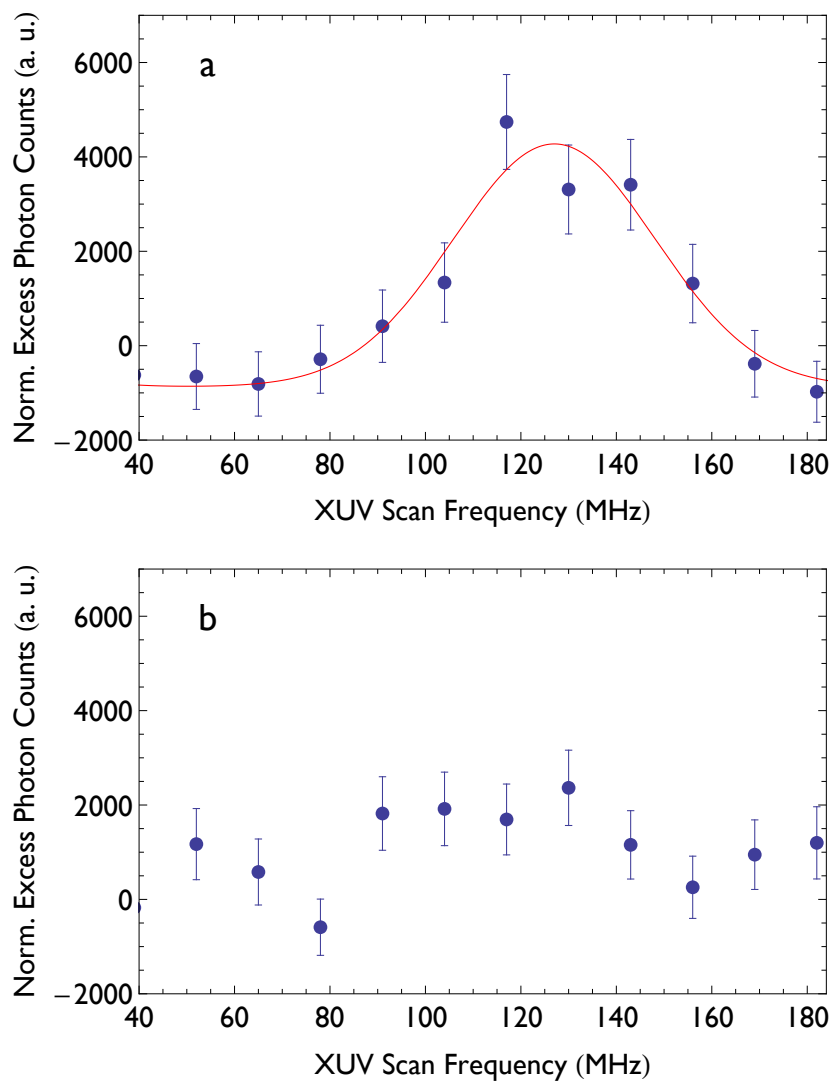 a
Norm. Excess Photon Counts (a. u.)
6000
4000
2000
0
−2000
40 60 80 100 120 140 160 180
XUV Scan Frequency (MHz)
b
Norm. Excess Photon Counts (a. u.)
6000
4000
2000
0
−2000
40 60 80 100 120 140 160 180
XUV Scan Frequency (MHz)